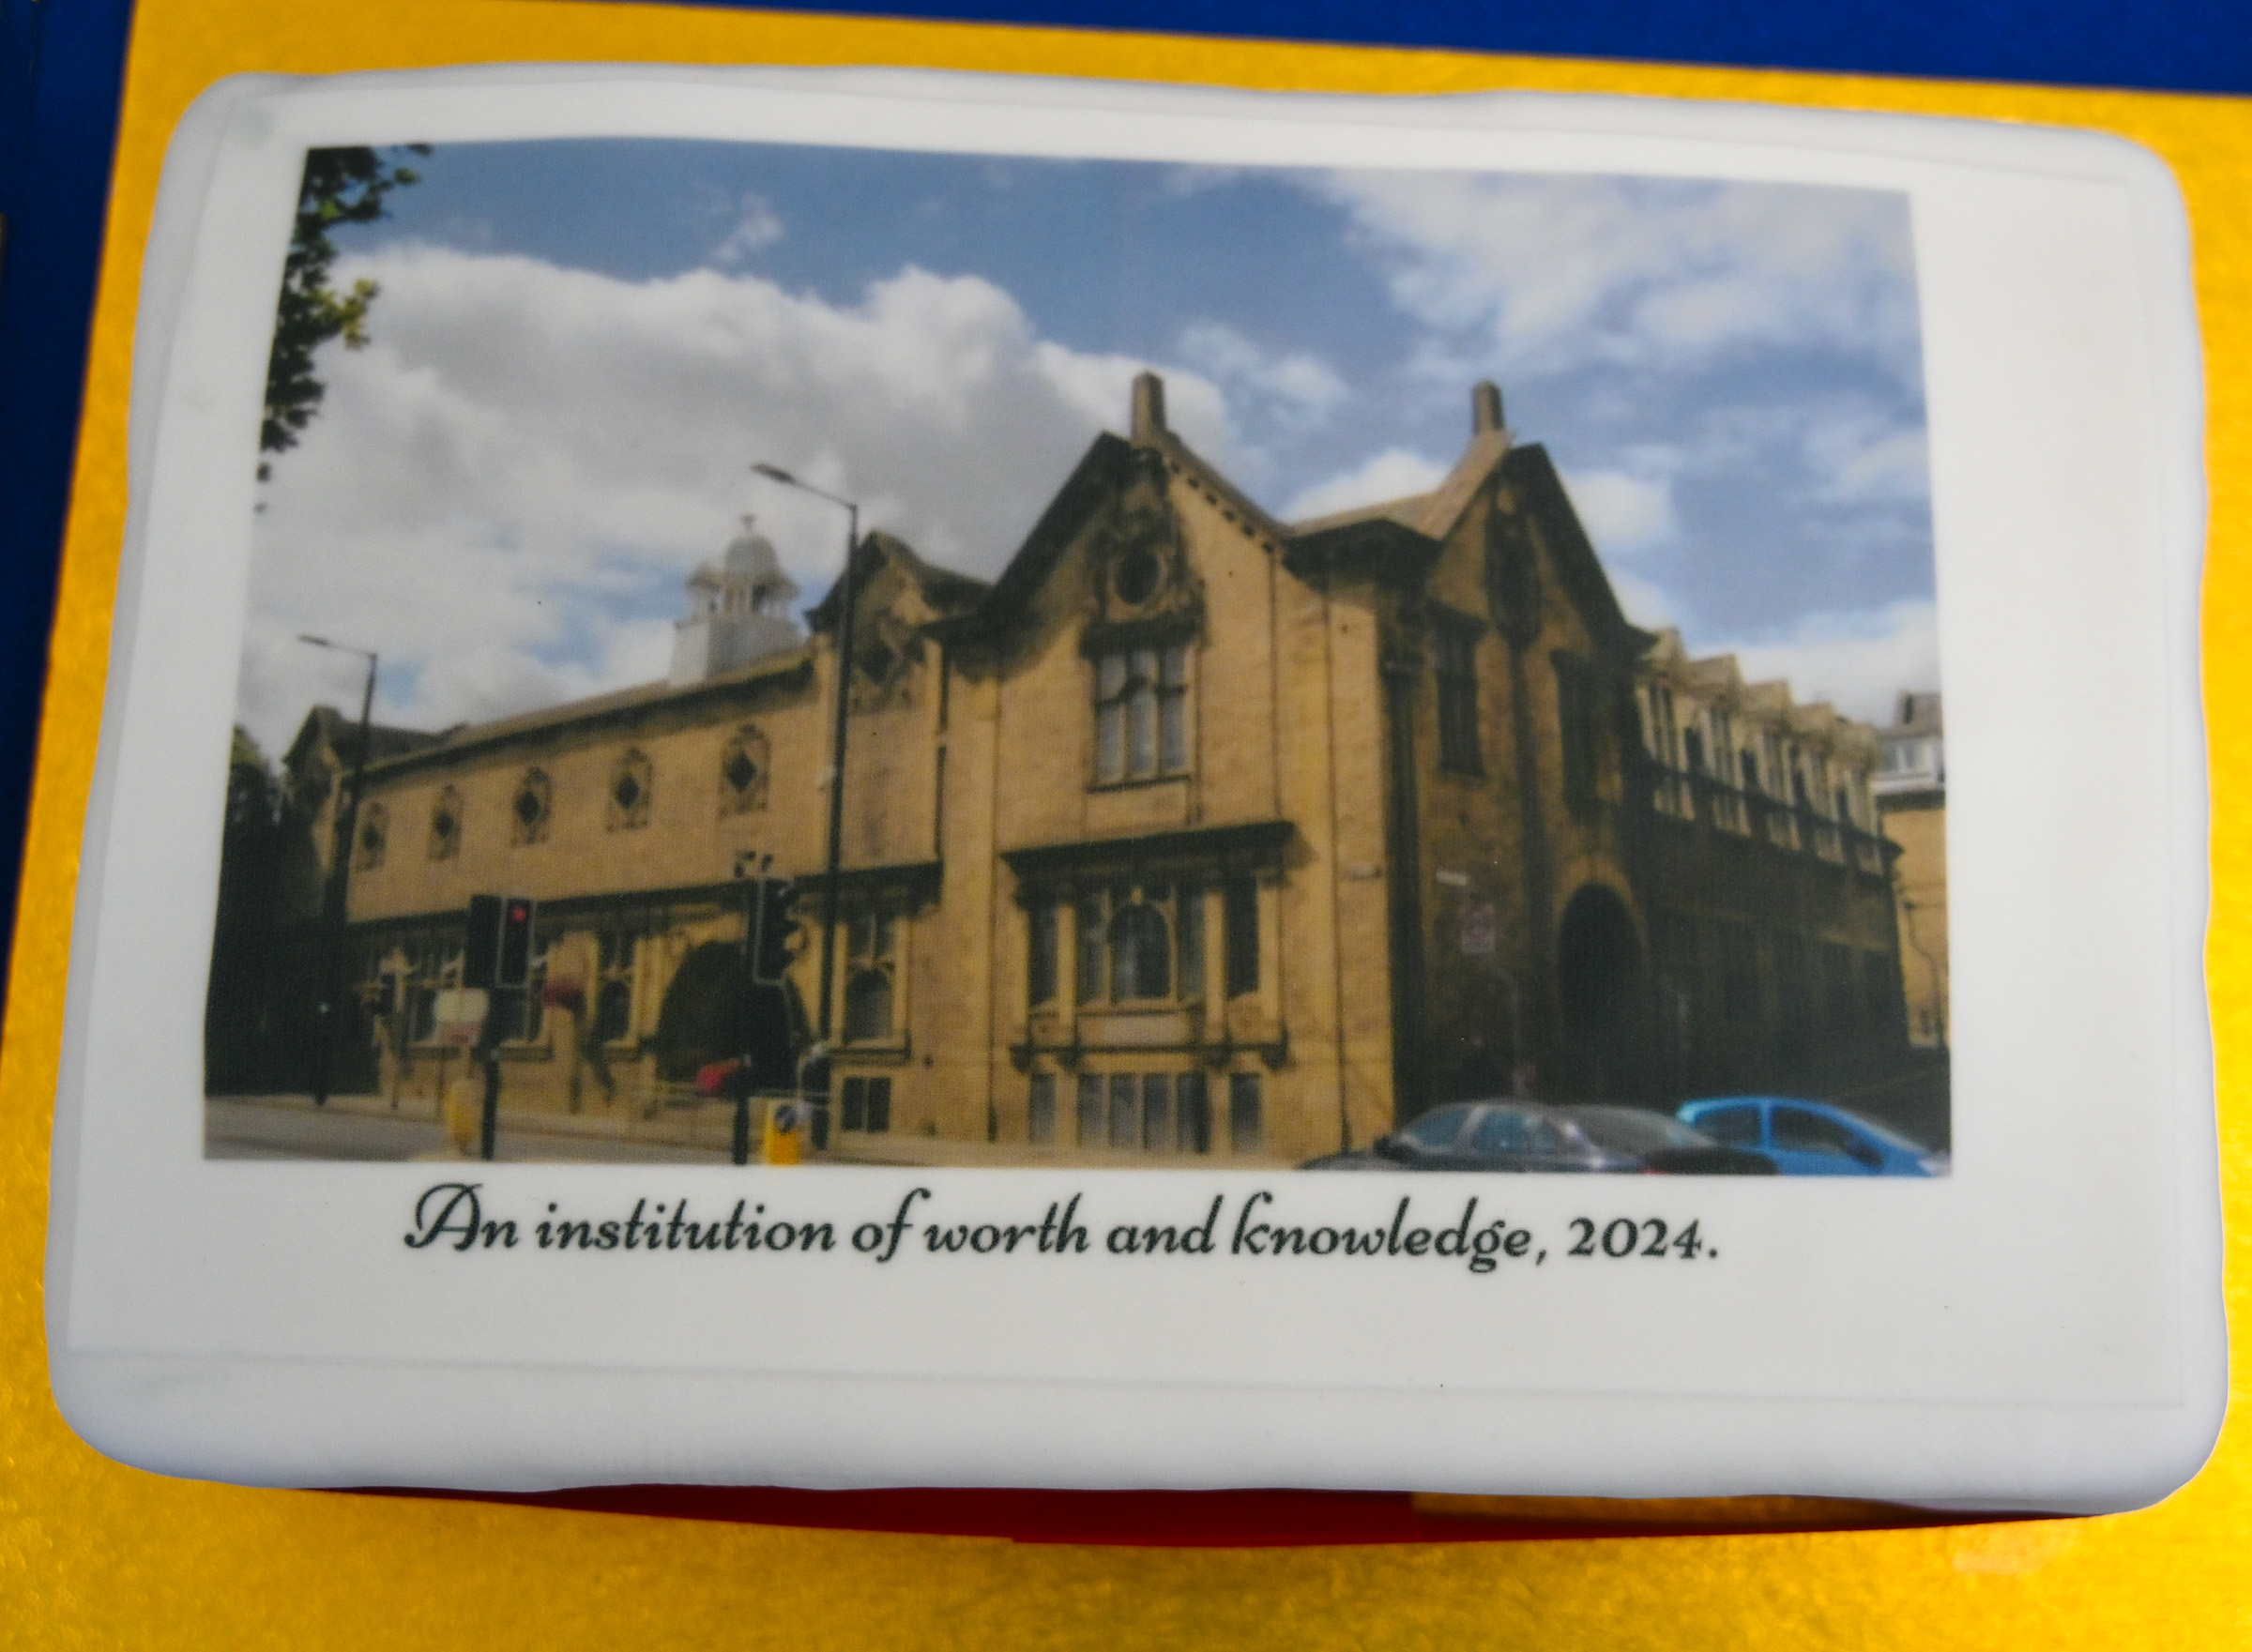 An institution of worth and knowledge, 2024.